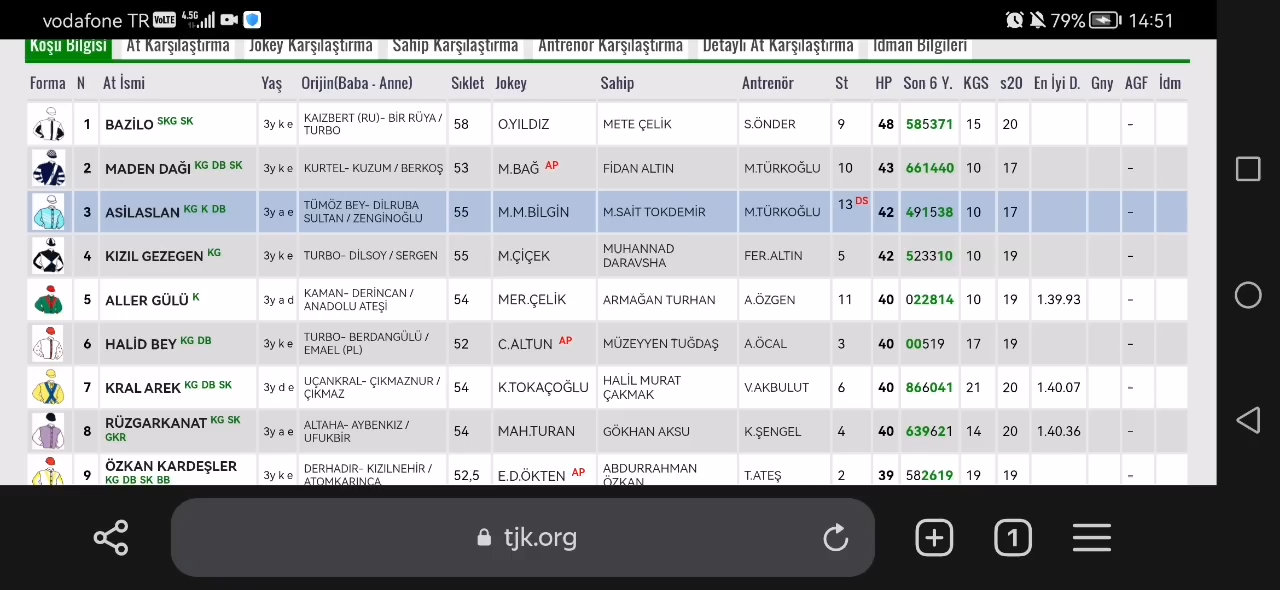 vodafone TR VoLTE 4.5G 79% 14:51
Koşu Bilgisi At Karşılaştırma Jokey Karşılaştırma Sahip Karşılaştırma Antrenör Karşılaştırma Detaylı At Karşılaştırma İdman Bilgileri
Forma N At İsmi Yaş Orijin(Baba - Anne) Sıklet Jokey Sahip Antrenör St HP Son 6 Y. KGS s20 En İyi D. Gny AGF İdm
1 BAZİLO SKG SK 3y k e KAIZBERT (RU)- BİR RÜYA / TURBO 58 O.YILDIZ METE ÇELİK S.ÖNDER 9 48 585371 15 20 -
2 MADEN DAĞI KG DB SK 3y k e KURTEL- KUZUM / BERKOŞ 53 M.BAĞ AP FİDAN ALTIN M.TÜRKOĞLU 10 43 661440 10 17 -
3 ASİLASLAN KG K DB 3y a e TÜMÖZ BEY- DİLRUBA SULTAN / ZENGİNOĞLU 55 M.M.BİLGİN M.SAİT TOKDEMİR M.TÜRKOĞLU 13 DS 42 491538 10 17 -
4 KIZIL GEZEGEN KG 3y k e TURBO- DİLSOY / SERGEN 55 M.ÇİÇEK MUHANNAD DARAVSHA FER.ALTIN 5 42 523310 10 19 -
5 ALLER GÜLÜ K 3y a d KAMAN- DERİNCAN / ANADOLU ATEŞİ 54 MER.ÇELİK ARMAĞAN TURHAN A.ÖZGEN 11 40 022814 10 19 1.39.93 -
6 HALİD BEY KG DB 3y k e TURBO- BERDANGÜLÜ / EMAEL (PL) 52 C.ALTUN AP MÜZEYYEN TUĞDAŞ A.ÖCAL 3 40 00519 17 19 -
7 KRAL AREK KG DB SK 3y d e UÇANKRAL- ÇIKMAZNUR / ÇIKMAZ 54 K.TOKAÇOĞLU HALİL MURAT ÇAKMAK V.AKBULUT 6 40 866041 21 20 1.40.07 -
8 RÜZGARKANAT KG SK GKR 3y a e ALTAHA- AYBENKIZ / UFUKBİR 54 MAH.TURAN GÖKHAN AKSU K.ŞENGEL 4 40 639621 14 20 1.40.36 -
9 ÖZKAN KARDEŞLER KG DB SK BB 3y k e DERHADIR- KIZILNEHİR / ATOMKARINCA 52,5 E.D.ÖKTEN AP ABDURRAHMAN ÖZKAN T.ATEŞ 2 39 582619 19 19 -
tjk.org 1